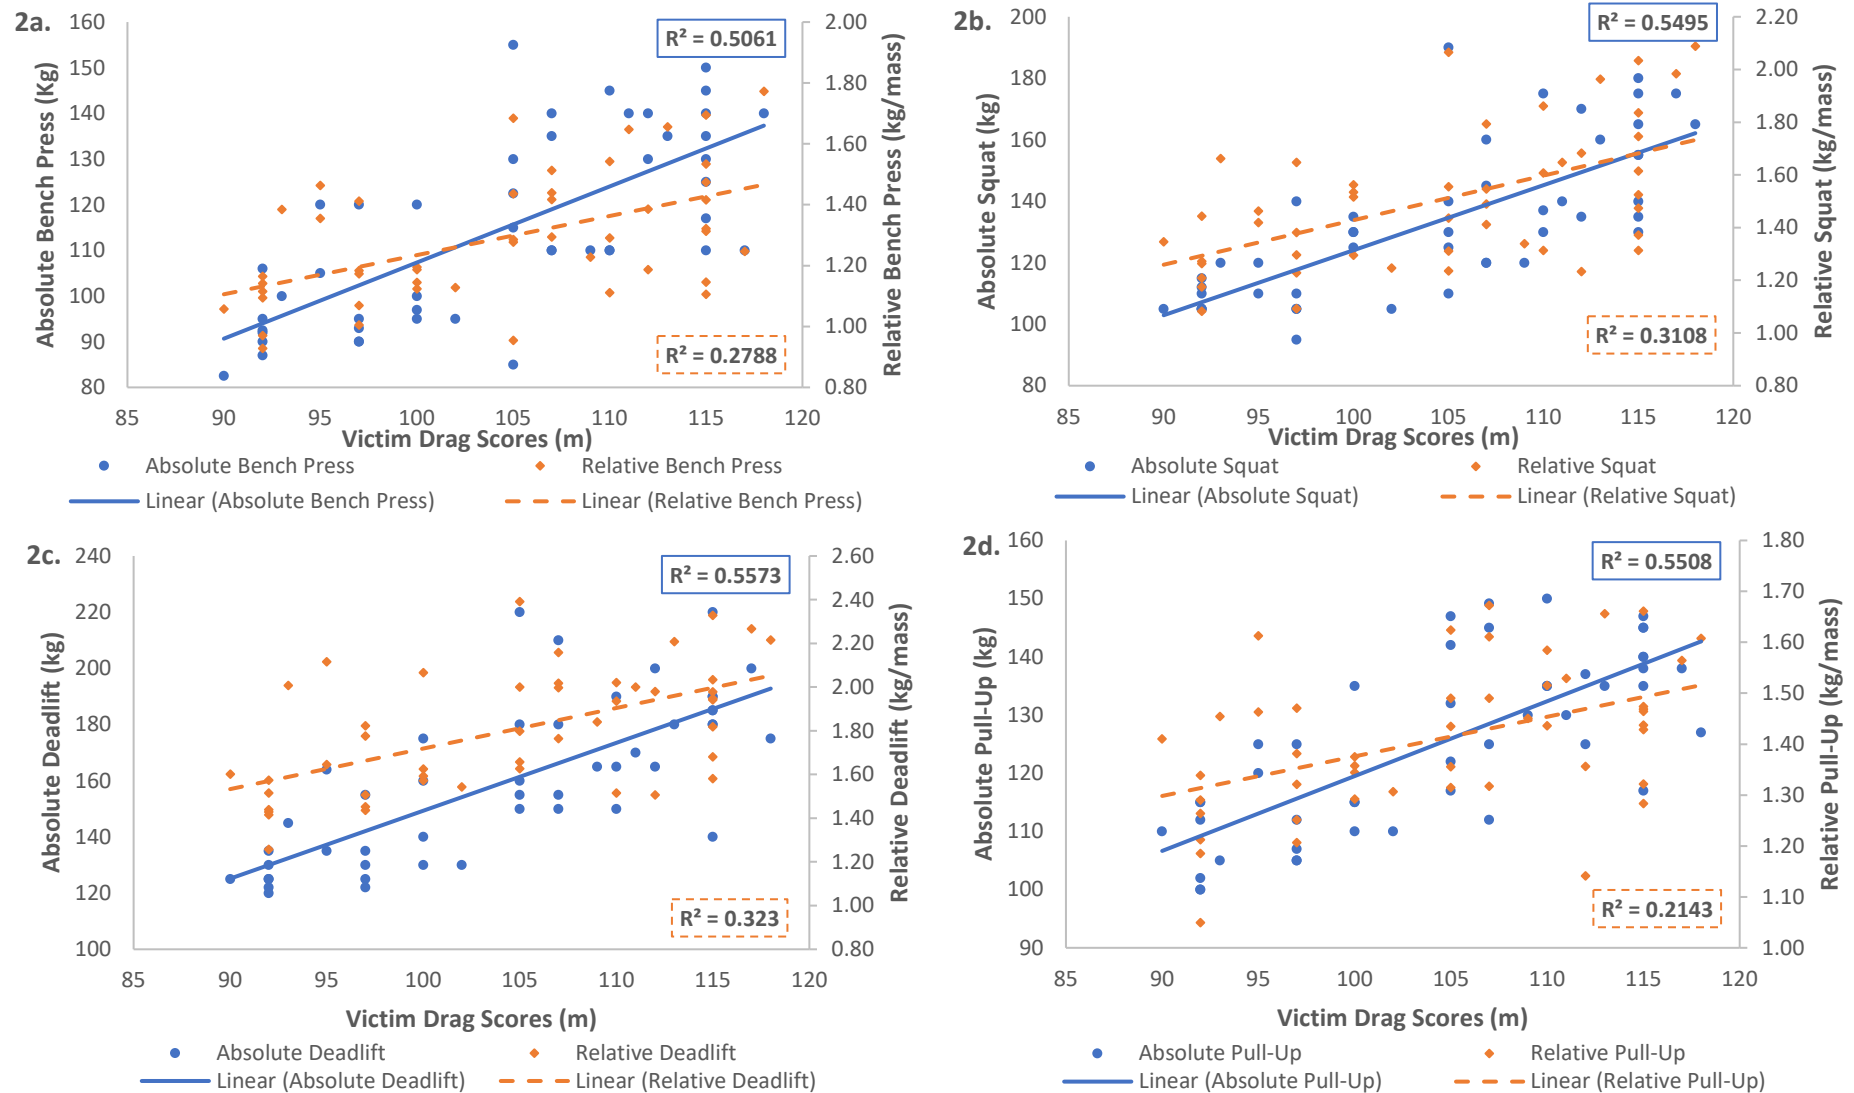 2a.
Absolute Bench Press (Kg)
160
150
140
130
120
110
100
90
80
2.00
1.80
1.60
1.40
1.20
1.00
0.80
Relative Bench Press (kg/mass)
R² = 0.5061
R² = 0.2788
85 90 95 100 105 110 115 120
Victim Drag Scores (m)
Absolute Bench Press Relative Bench Press
Linear (Absolute Bench Press) Linear (Relative Bench Press)
2b.
Absolute Squat (kg)
200
180
160
140
120
100
80
2.20
2.00
1.80
1.60
1.40
1.20
1.00
0.80
Relative Squat (kg/mass)
R² = 0.5495
R² = 0.3108
85 90 95 100 105 110 115 120
Victim Drag Scores (m)
Absolute Squat Relative Squat
Linear (Absolute Squat) Linear (Relative Squat)
2c.
Absolute Deadlift (kg)
240
220
200
180
160
140
120
100
2.60
2.40
2.20
2.00
1.80
1.60
1.40
1.20
1.00
0.80
Relative Deadlift (kg/mass)
R² = 0.5573
R² = 0.323
85 90 95 100 105 110 115 120
Victim Drag Scores (m)
Absolute Deadlift Relative Deadlift
Linear (Absolute Deadlift) Linear (Relative Deadlift)
2d.
Absolute Pull-Up (kg)
160
150
140
130
120
110
100
90
1.80
1.70
1.60
1.50
1.40
1.30
1.20
1.10
1.00
Relative Pull-Up (kg/mass)
R² = 0.5508
R² = 0.2143
85 90 95 100 105 110 115 120
Victim Drag Scores (m)
Absolute Pull-Up Relative Pull-Up
Linear (Absolute Pull-Up) Linear (Relative Pull-Up)